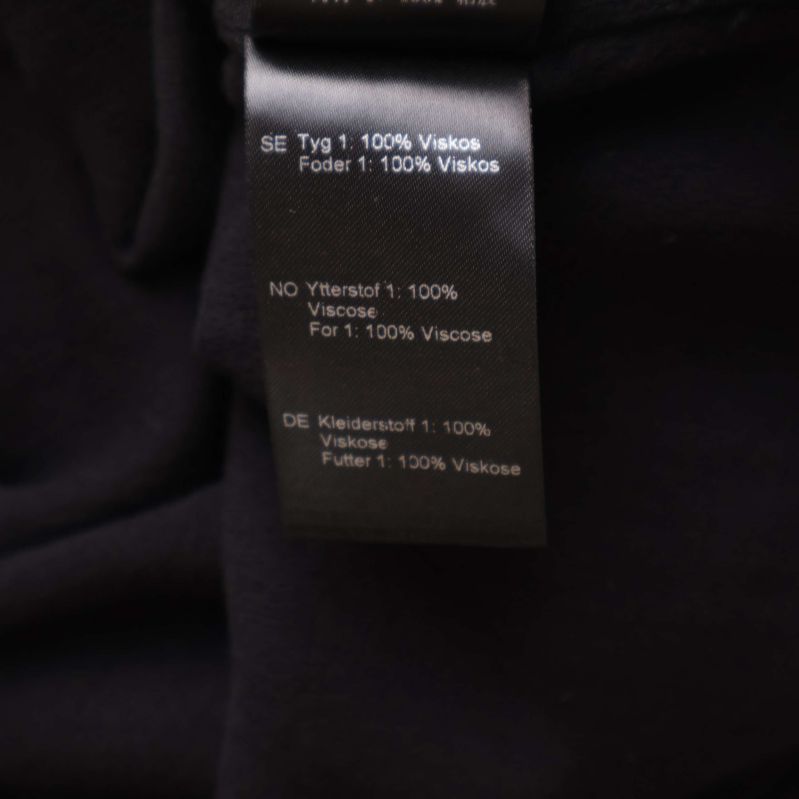 SE Tyg 1: 100% Viskos
Foder 1: 100% Viskos
NO Ytterstof 1: 100%
Viscose
For 1: 100% Viscose
DE Kleiderstoff 1: 100%
Viskose
Futter 1: 100% Viskose